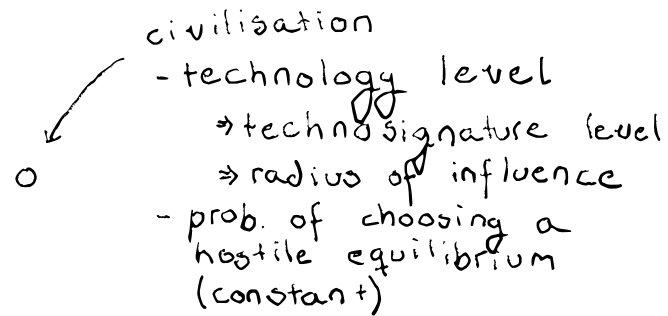 civilisation
- technology level
⇒ technosignature level
⇒ radius of influence
- prob. of choosing a
hostile equilibrium
(constant)